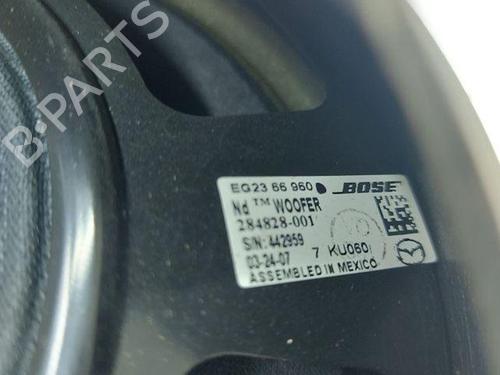 B-PARTS
EG23 66 960 BOSE
Nd ™ WOOFER
284828-001
S/N: 442959
03-24-07 7 KU060
ASSEMBLED IN MEXICO